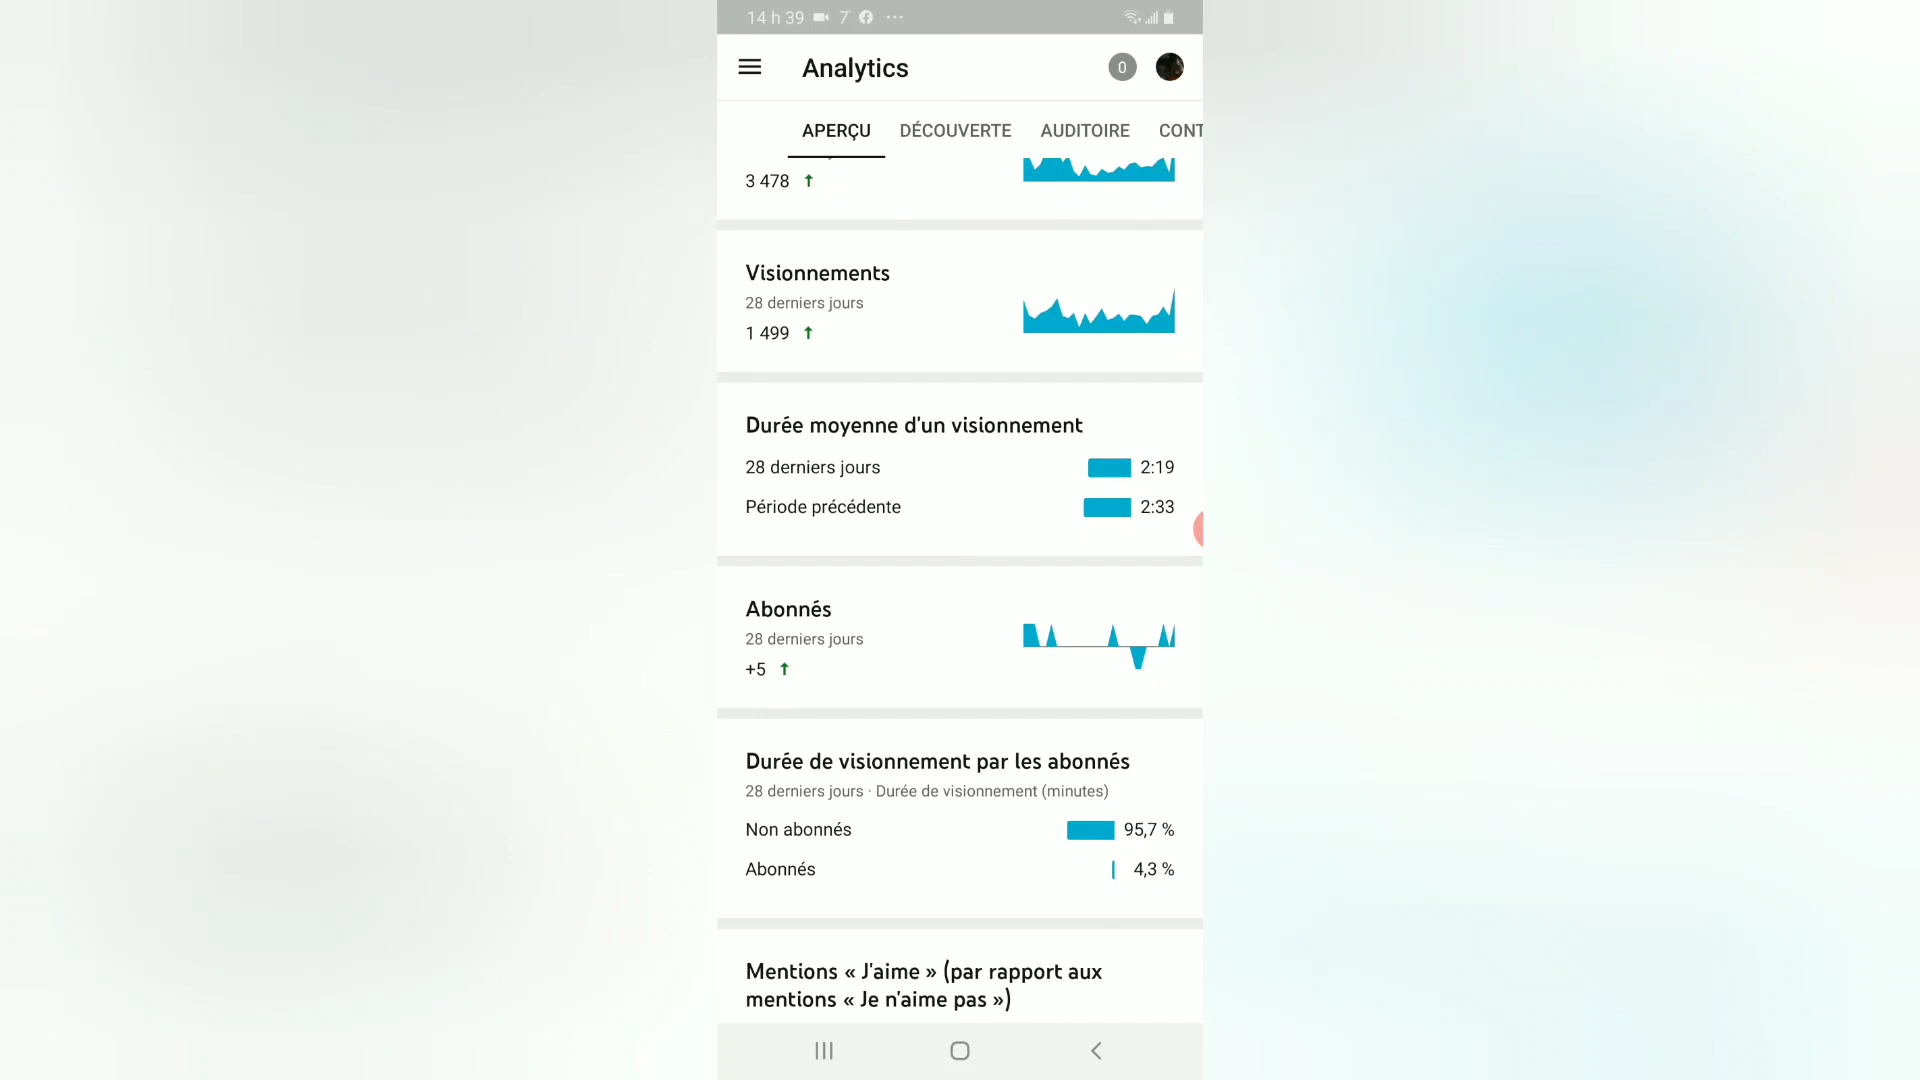 14 h 39
Analytics
0
APERÇU DÉCOUVERTE AUDITOIRE CONT
3 478
Visionnements
28 derniers jours
1 499
Durée moyenne d'un visionnement
28 derniers jours 2:19
Période précédente 2:33
Abonnés
28 derniers jours
+5
Durée de visionnement par les abonnés
28 derniers jours · Durée de visionnement (minutes)
Non abonnés 95,7 %
Abonnés 4,3 %
Mentions « J'aime » (par rapport aux
mentions « Je n'aime pas »)